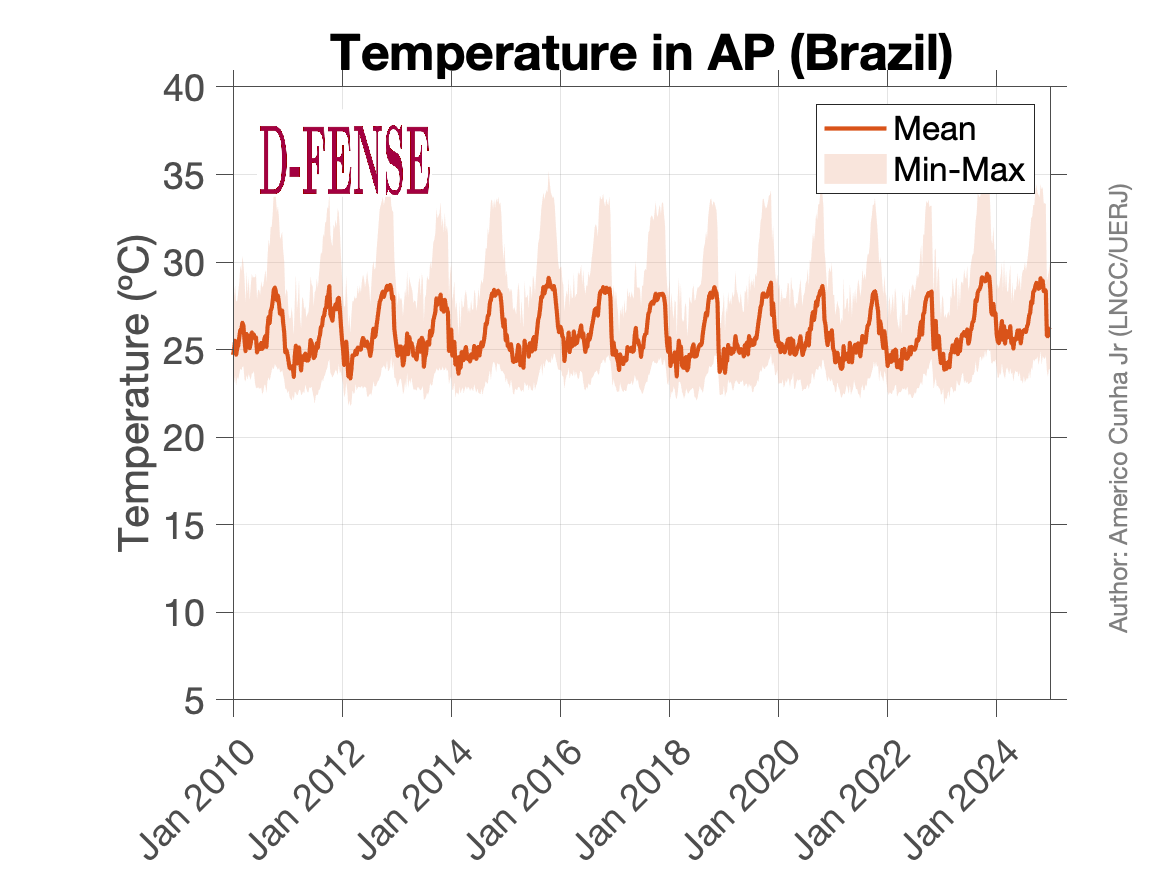 Temperature in AP (Brazil)
D-FENSE
Mean
Min-Max
40
35
30
25
20
15
10
5
Temperature (ºC)
Jan 2010
Jan 2012
Jan 2014
Jan 2016
Jan 2018
Jan 2020
Jan 2022
Jan 2024
Author: Americo Cunha Jr (LNCC/UERJ)